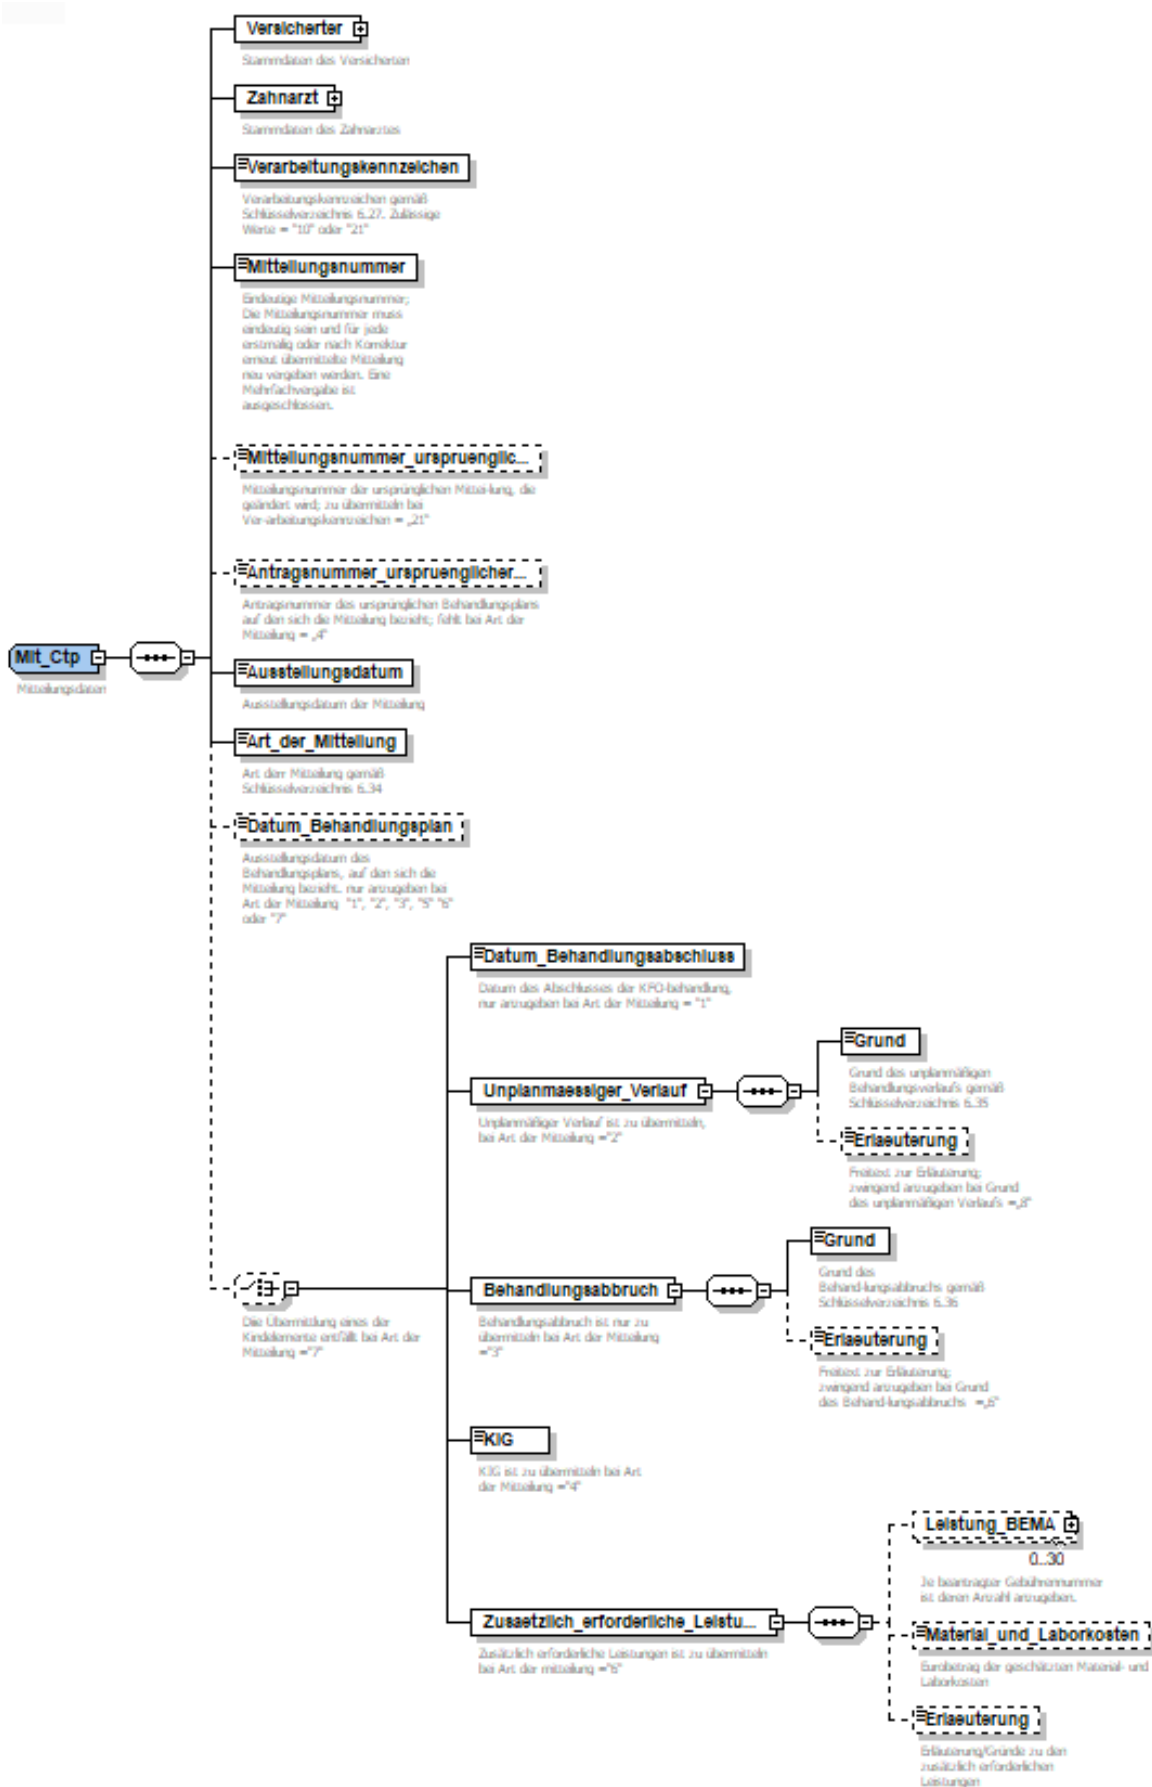 Versicherter
Stammdaten des Versicherten
Zahnarzt
Stammdaten des Zahnarztes
Verarbeitungskennzeichen
Verarbeitungskennzeichen gemäß
Schlüsselverzeichnis 6.27. Zulässige
Werte = "10" oder "21"
Mitteilungsnummer
Eindeutige Mitteilungsnummer;
Die Mitteilungsnummer muss
eindeutig sein und für jede
erstmalig oder nach Korrektur
erneut übermittelte Mitteilung
neu vergeben werden. Eine
Mehrfachvergabe ist
ausgeschlossen.
Mitteilungsnummer_urspruenglic...
Mitteilungsnummer der ursprünglichen Mittei-lung, die
geändert wird; zu übermitteln bei
Ver-arbeitungskennzeichen = „21"
Antragsnummer_urspruenglicher...
Antragsnummer des ursprünglichen Behandlungsplans
auf den sich die Mitteilung bezieht; fehlt bei Art der
Mitteilung = „4"
Mit_Ctp
Mitteilungsdaten
Ausstellungsdatum
Ausstellungsdatum der Mitteilung
Art_der_Mitteilung
Art derr Mitteilung gemäß
Schlüsselverzeichnis 6.34
Datum_Behandlungsplan
Ausstellungsdatum des
Behandlungsplans, auf den sich die
Mitteilung bezieht. nur anzugeben bei
Art der Mitteilung "1", "2", "3", "5" "6"
oder "7"
Datum_Behandlungsabschluss
Datum des Abschlusses der KFO-behandlung,
nur anzugeben bei Art der Mitteilung = "1"
Unplanmaessiger_Verlauf
Unplanmäßiger Verlauf ist zu übermitteln,
bei Art der Mitteilung ="2"
Grund
Grund des unplanmäßigen
Behandlungsverlaufs gemäß
Schlüsselverzeichnis 6.35
Erlaeuterung
Freitext zur Erläuterung;
zwingend anzugeben bei Grund
des unplanmäßigen Verlaufs =„8"
Die Übermittlung eines der
Kindelemente entfällt bei Art der
Mitteilung ="7"
Behandlungsabbruch
Behandlungsabbruch ist nur zu
übermitteln bei Art der Mitteilung
="3"
Grund
Grund des
Behand-lungsabbruchs gemäß
Schlüsselverzeichnis 6.36
Erlaeuterung
Freitext zur Erläuterung;
zwingend anzugeben bei Grund
des Behand-lungsabbruchs =„6"
KIG
KIG ist zu übermitteln bei Art
der Mitteilung ="4"
Zusaetzlich_erforderliche_Leistu...
Zusätzlich erforderliche Leistungen ist zu übermitteln
bei Art der mitteilung ="6"
Leistung_BEMA
0..30
Je beantragter Gebührennummer
ist deren Anzahl anzugeben.
Material_und_Laborkosten
Eurobetrag der geschätzten Material- und
Laborkosten
Erlaeuterung
Erläuterung/Gründe zu den
zusätzlich erforderlichen
Leistungen